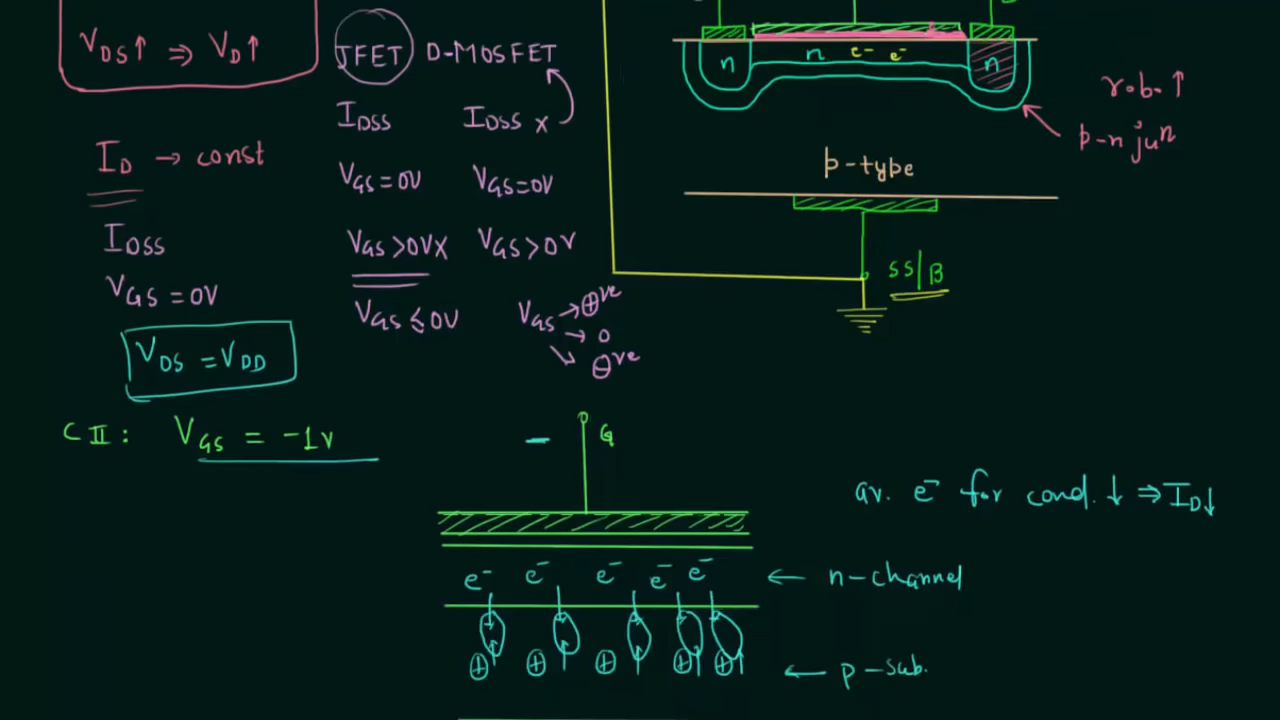 VDS↑ ⇒ VD↑
ID → const
IDSS
VGS = 0V
VDS = VDD
JFET D-MOSFET
IDSS IDSS x
VGS=0V VGS=0V
VGS>0V x VGS>0V
VGS ≤ 0V VGS → ⊕ve
→ 0
↘ ⊖ve
n n e- e- n
r.b. ↑
p-n jun
p-type
SS/B
C II : VGS = -1V
- G
av. e- for cond. ↓ ⇒ ID↓
e- e- e- e- e- ← n-channel
⊕ ⊕ ⊕ ⊕ ⊕ ← p-sub.